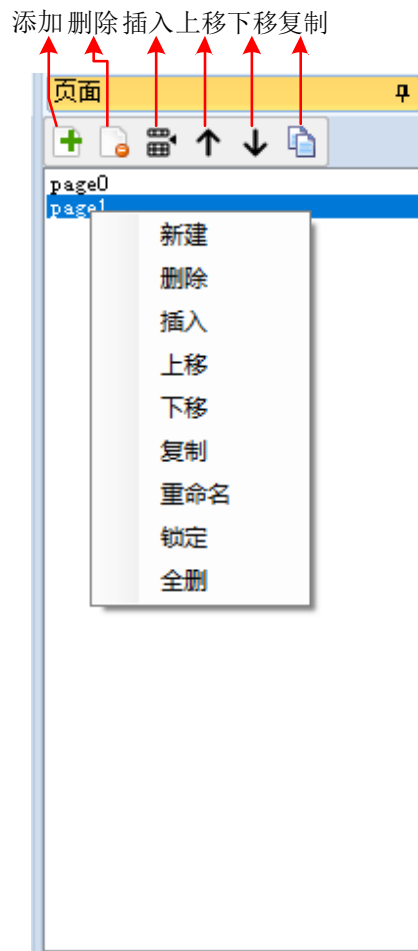 添加 删除 插入 上移 下移 复制
页面
page0
page1
新建
删除
插入
上移
下移
复制
重命名
锁定
全删